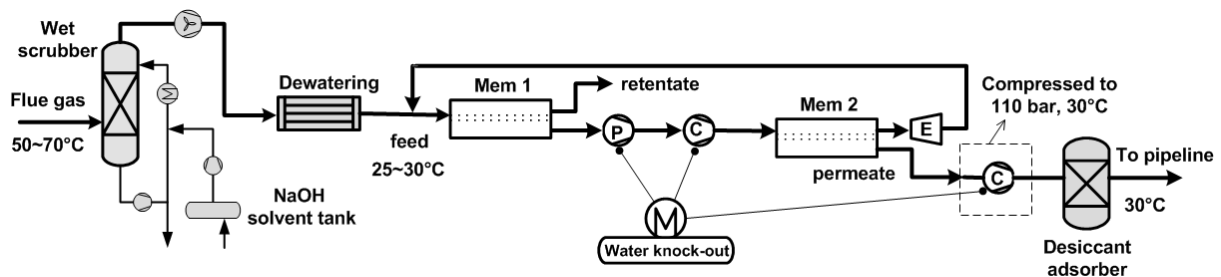 Wet
scrubber
Flue gas
50~70°C
NaOH
solvent tank
Dewatering
feed
25~30°C
Mem 1
retentate
P
C
M
Water knock-out
Mem 2
E
permeate
Compressed to
110 bar, 30°C
C
To pipeline
30°C
Desiccant
adsorber